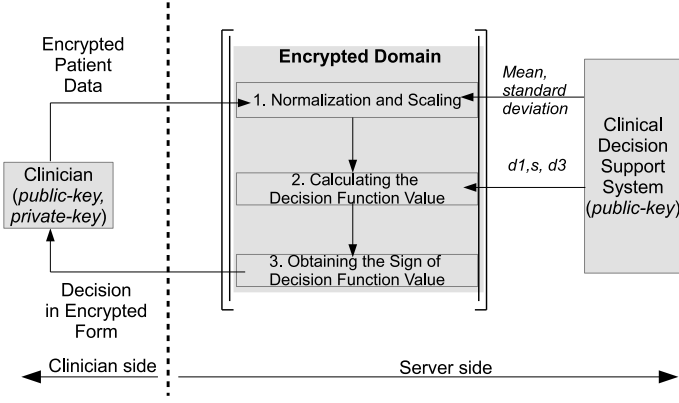 Encrypted
Patient
Data
Encrypted Domain
Mean,
standard
deviation
1. Normalization and Scaling
Clinical
Decision
Support
System
(public-key)
Clinician
(public-key,
private-key)
2. Calculating the
Decision Function Value
d1,s, d3
3. Obtaining the Sign of
Decision Function Value
Decision
in Encrypted
Form
Clinician side
Server side